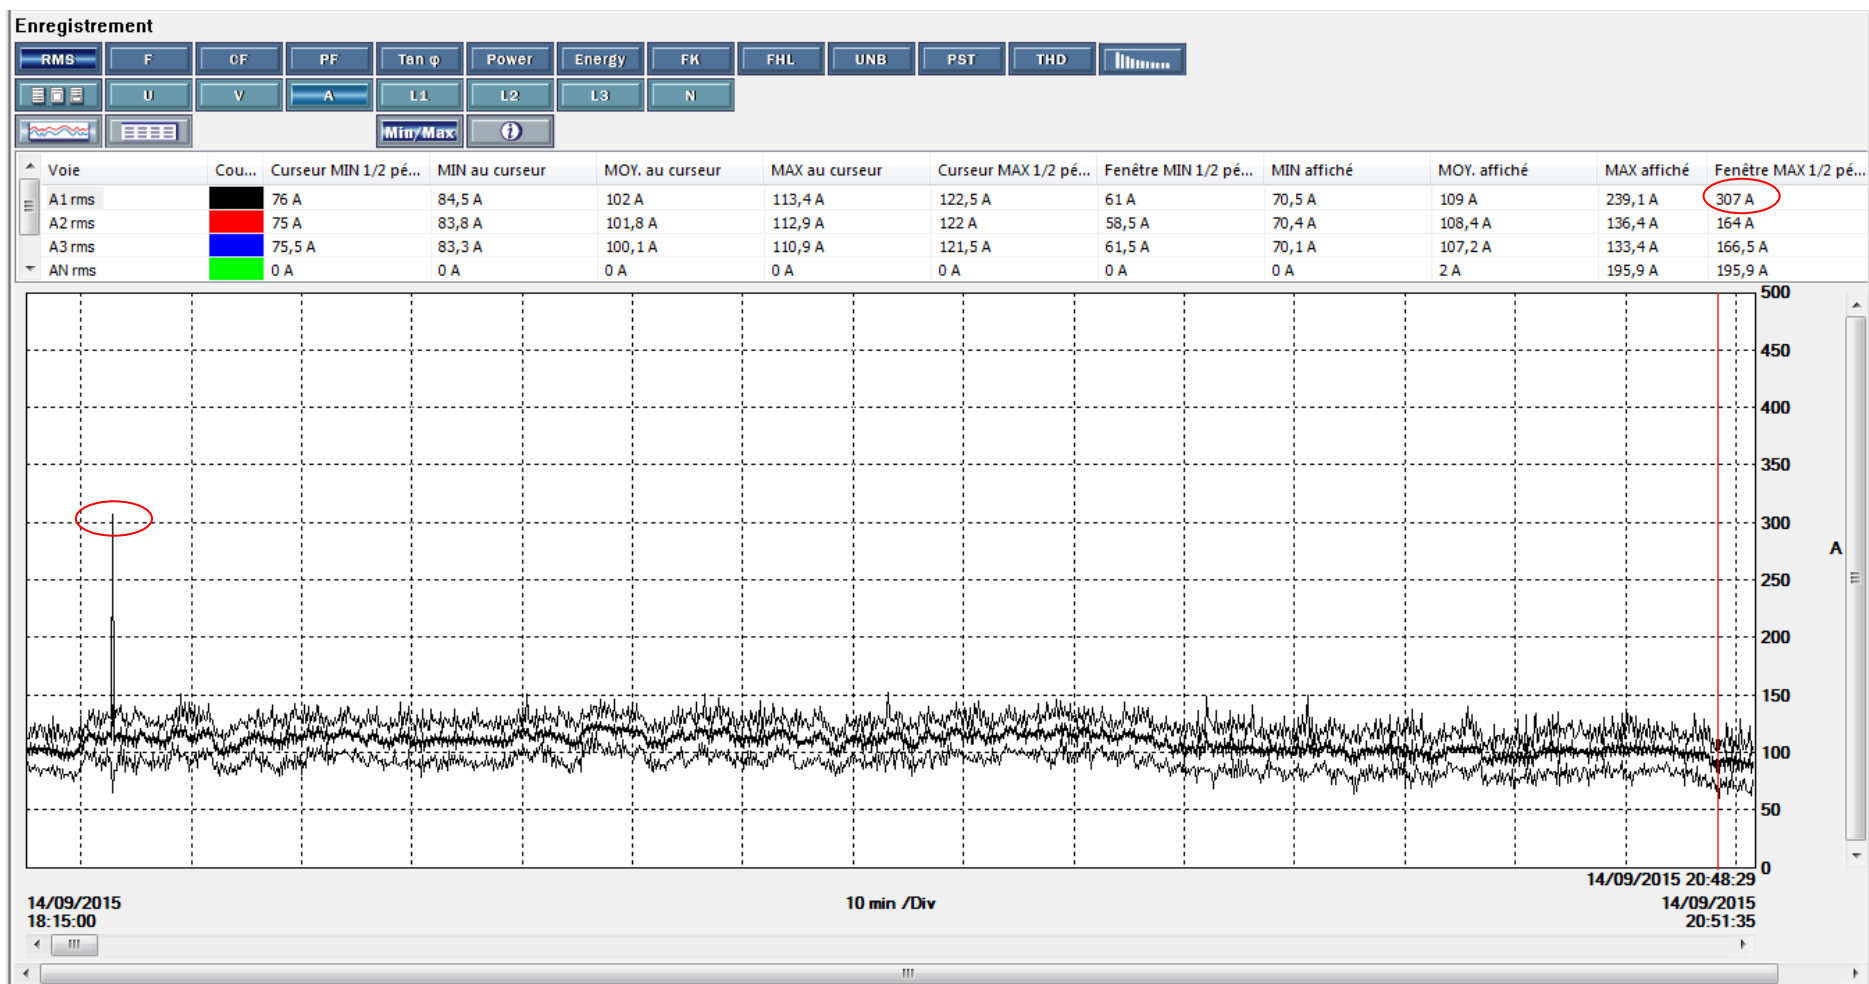 Enregistrement
RMS F CF PF Tan φ Power Energy FK FHL UNB PST THD
U V A L1 L2 L3 N
Min/Max
Voie Cou... Curseur MIN 1/2 pé... MIN au curseur MOY. au curseur MAX au curseur Curseur MAX 1/2 pé... Fenêtre MIN 1/2 pé... MIN affiché MOY. affiché MAX affiché Fenêtre MAX 1/2 pé...
A1 rms 76 A 84,5 A 102 A 113,4 A 122,5 A 61 A 70,5 A 109 A 239,1 A 307 A
A2 rms 75 A 83,8 A 101,8 A 112,9 A 122 A 58,5 A 70,4 A 108,4 A 136,4 A 164 A
A3 rms 75,5 A 83,3 A 100,1 A 110,9 A 121,5 A 61,5 A 70,1 A 107,2 A 133,4 A 166,5 A
AN rms 0 A 0 A 0 A 0 A 0 A 0 A 0 A 2 A 195,9 A 195,9 A
500
450
400
350
300
A
250
200
150
100
50
0
14/09/2015 20:48:29
14/09/2015 10 min /Div 14/09/2015
18:15:00 20:51:35